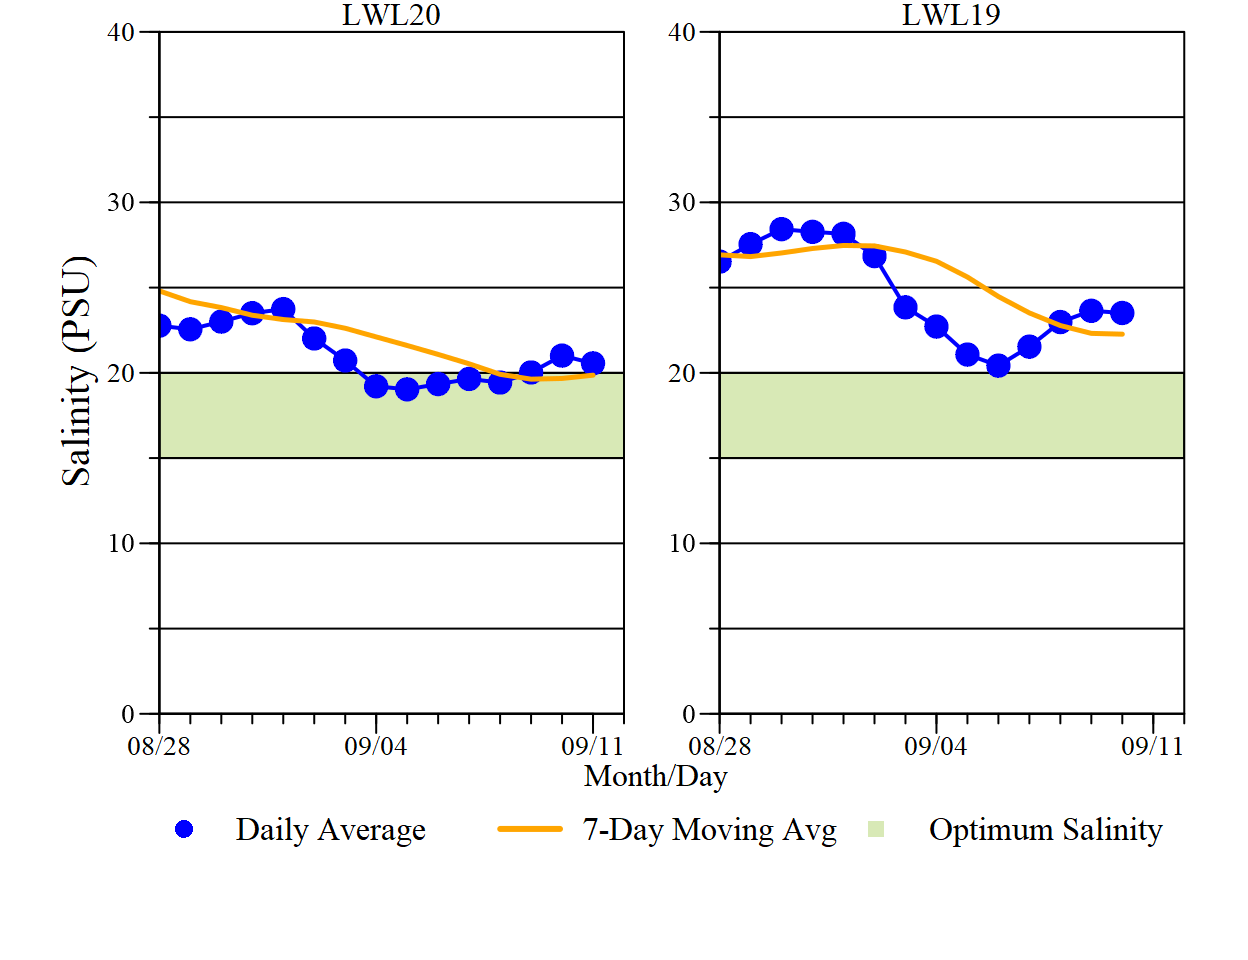 LWL20 LWL19
40 40
30 30
Salinity (PSU)
20 20
10 10
0 0
08/28 09/04 09/11 08/28 09/04 09/11
Month/Day
Daily Average 7-Day Moving Avg Optimum Salinity